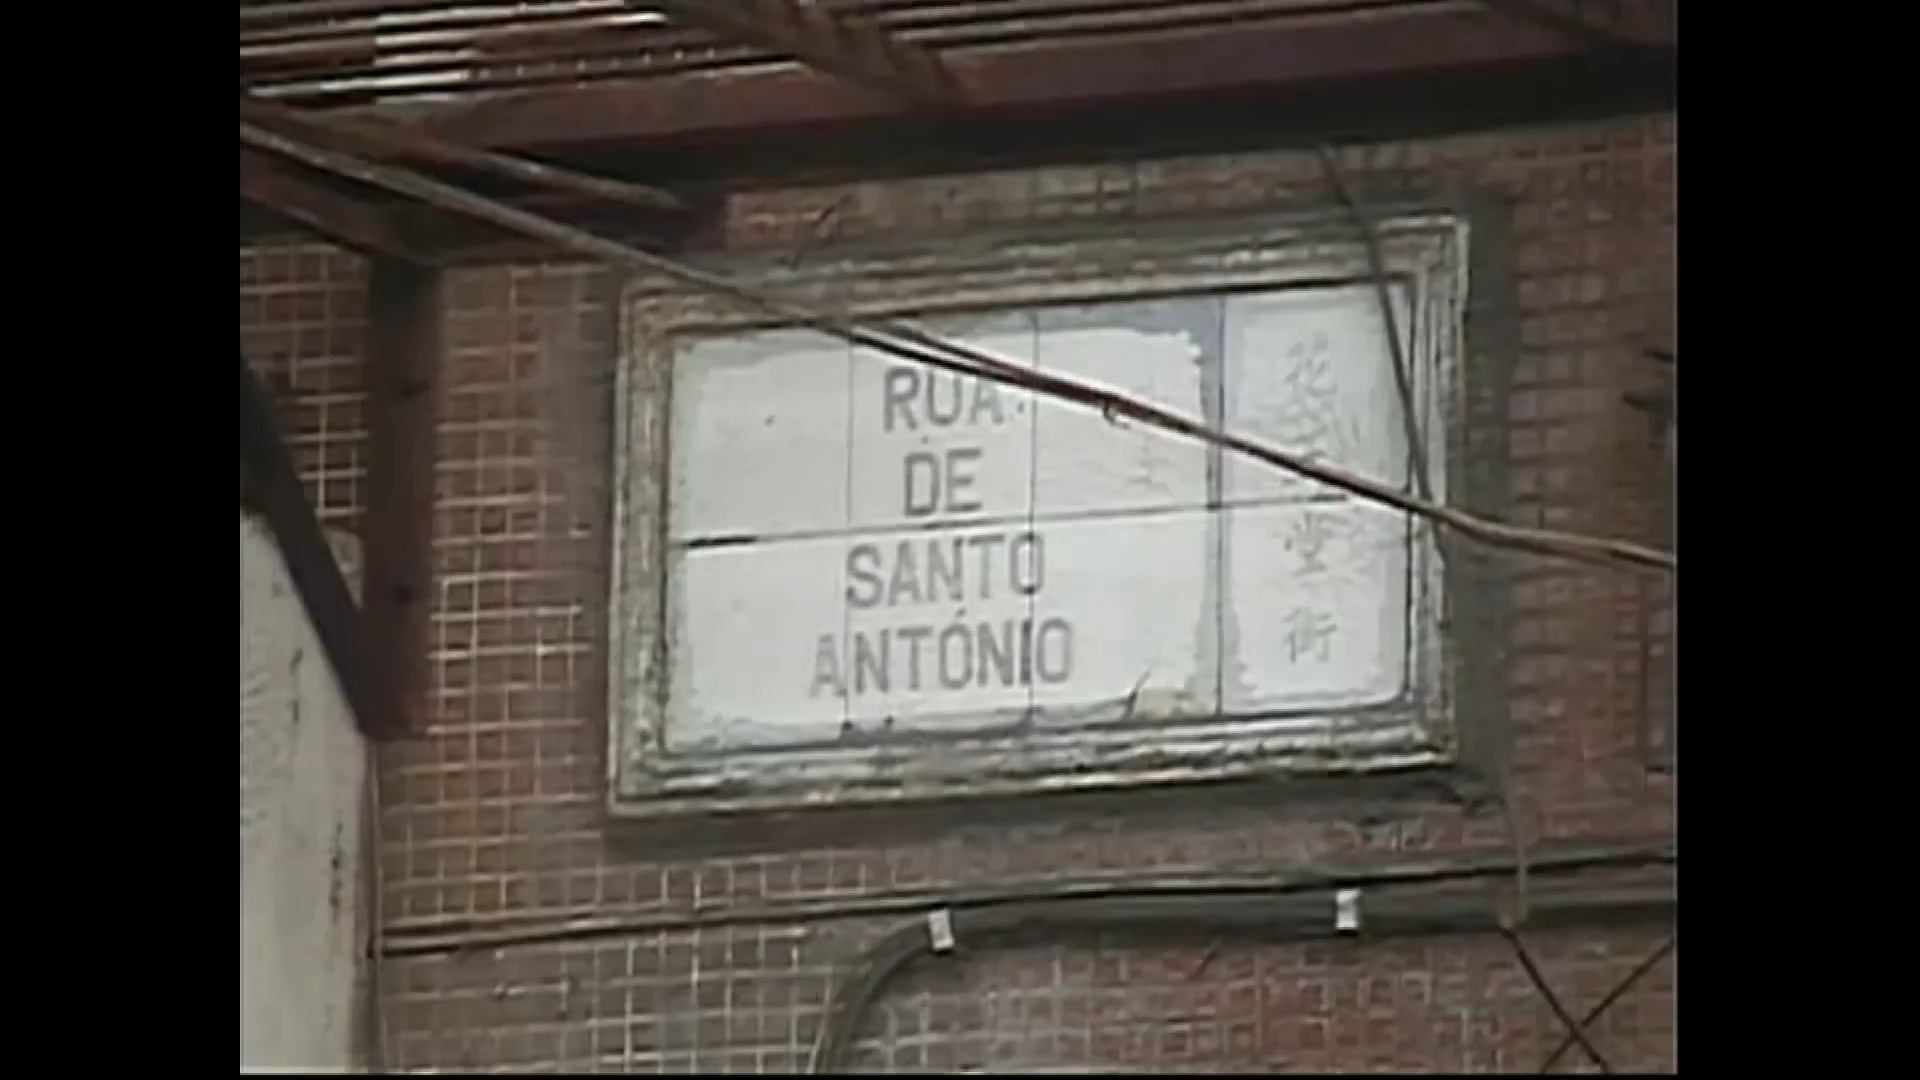 RUA
DE
SANTO
ANTÓNIO
花王堂街